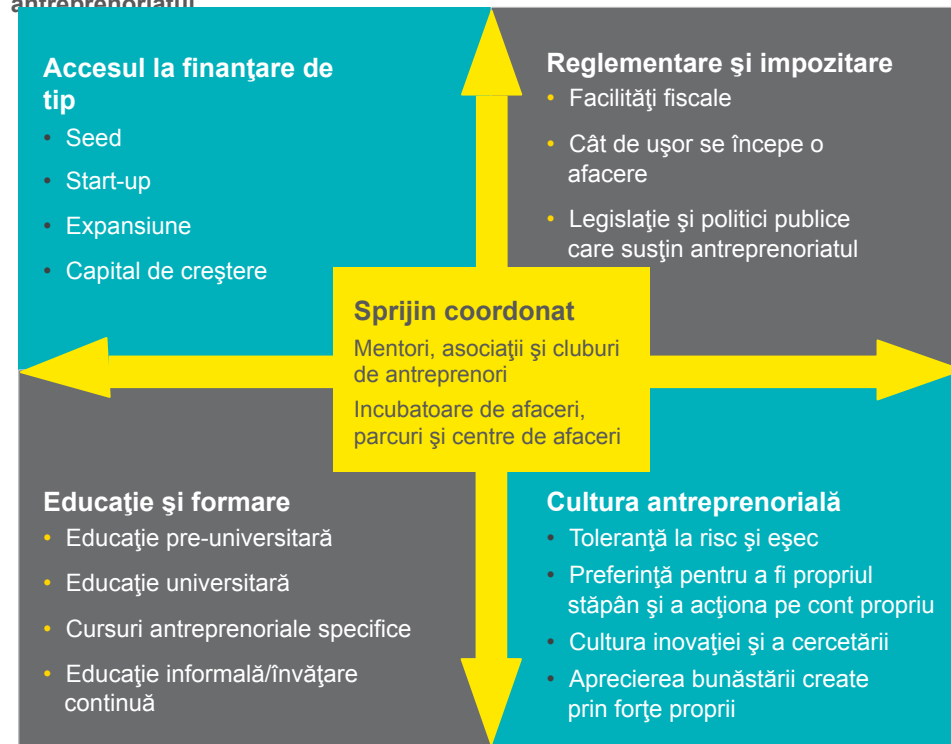 antreprenoriatul
Accesul la finanţare de
tip
• Seed
• Start-up
• Expansiune
• Capital de creştere
Reglementare şi impozitare
• Facilităţi fiscale
• Cât de uşor se începe o
afacere
• Legislaţie şi politici publice
care susţin antreprenoriatul
Sprijin coordonat
Mentori, asociaţii şi cluburi
de antreprenori
Incubatoare de afaceri,
parcuri şi centre de afaceri
Educaţie şi formare
• Educaţie pre-universitară
• Educaţie universitară
• Cursuri antreprenoriale specifice
• Educaţie informală/învăţare
continuă
Cultura antreprenorială
• Toleranţă la risc şi eşec
• Preferinţă pentru a fi propriul
stăpân şi a acţiona pe cont propriu
• Cultura inovaţiei şi a cercetării
• Aprecierea bunăstării create
prin forţe proprii